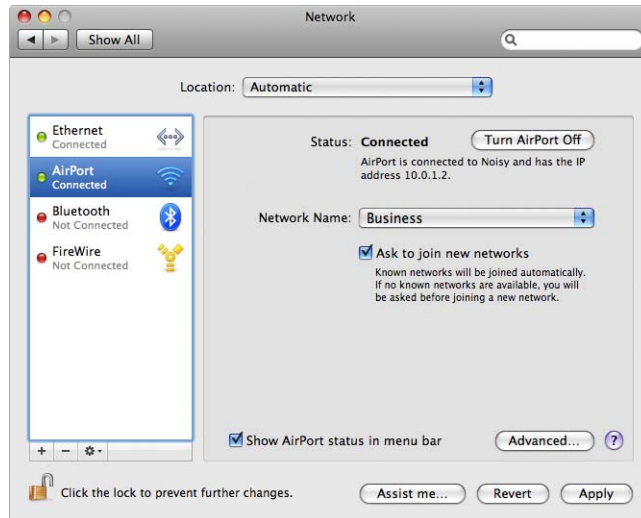 Network
Show All
Location: Automatic
Ethernet
Connected
AirPort
Connected
Bluetooth
Not Connected
FireWire
Not Connected
Status: Connected Turn AirPort Off
AirPort is connected to Noisy and has the IP
address 10.0.1.2.
Network Name: Business
Ask to join new networks
Known networks will be joined automatically.
If no known networks are available, you will
be asked before joining a new network.
Show AirPort status in menu bar Advanced... ?
+ −
Click the lock to prevent further changes. Assist me... Revert Apply